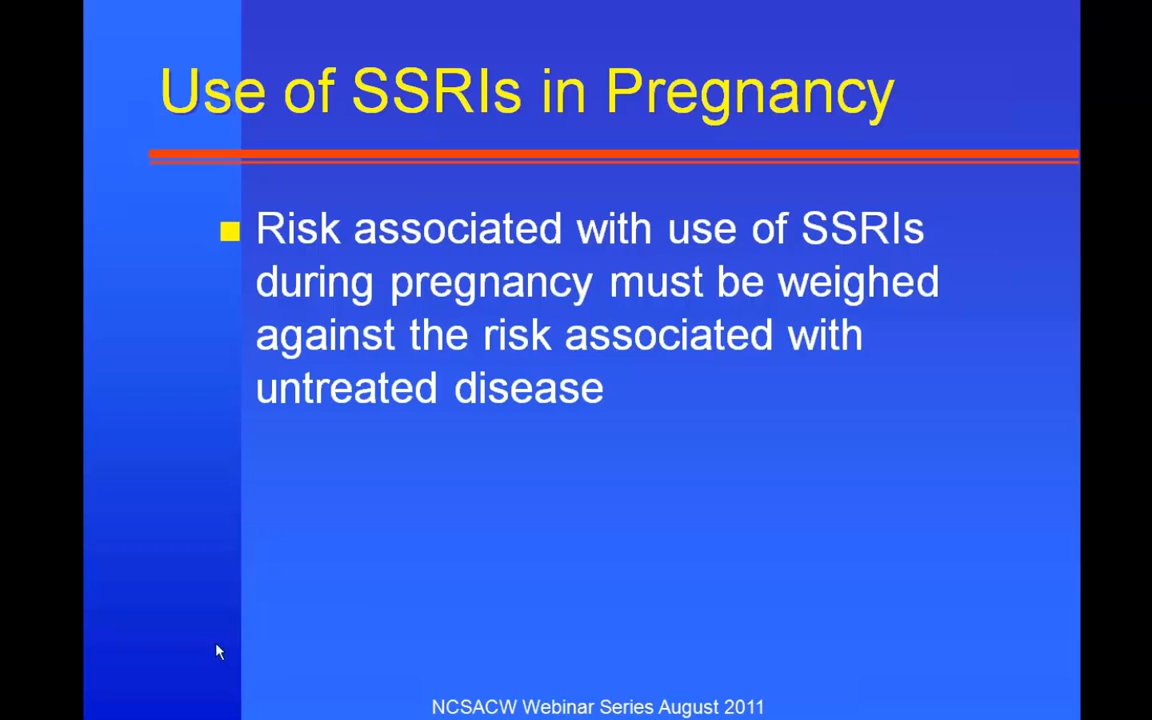 Use of SSRIs in Pregnancy
Risk associated with use of SSRIs
during pregnancy must be weighed
against the risk associated with
untreated disease
NCSACW Webinar Series August 2011